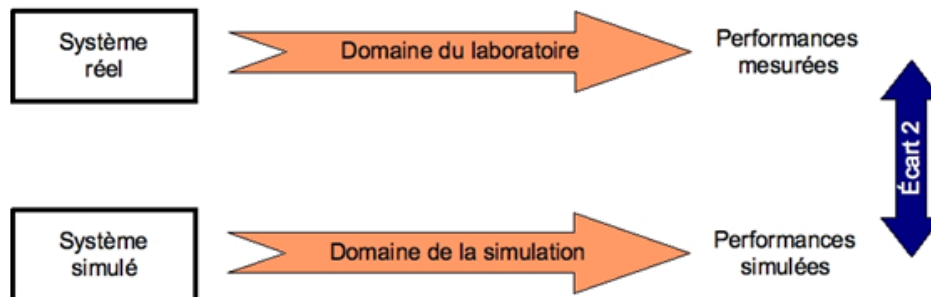 Système
réel
Domaine du laboratoire
Performances
mesurées
Écart 2
Système
simulé
Domaine de la simulation
Performances
simulées